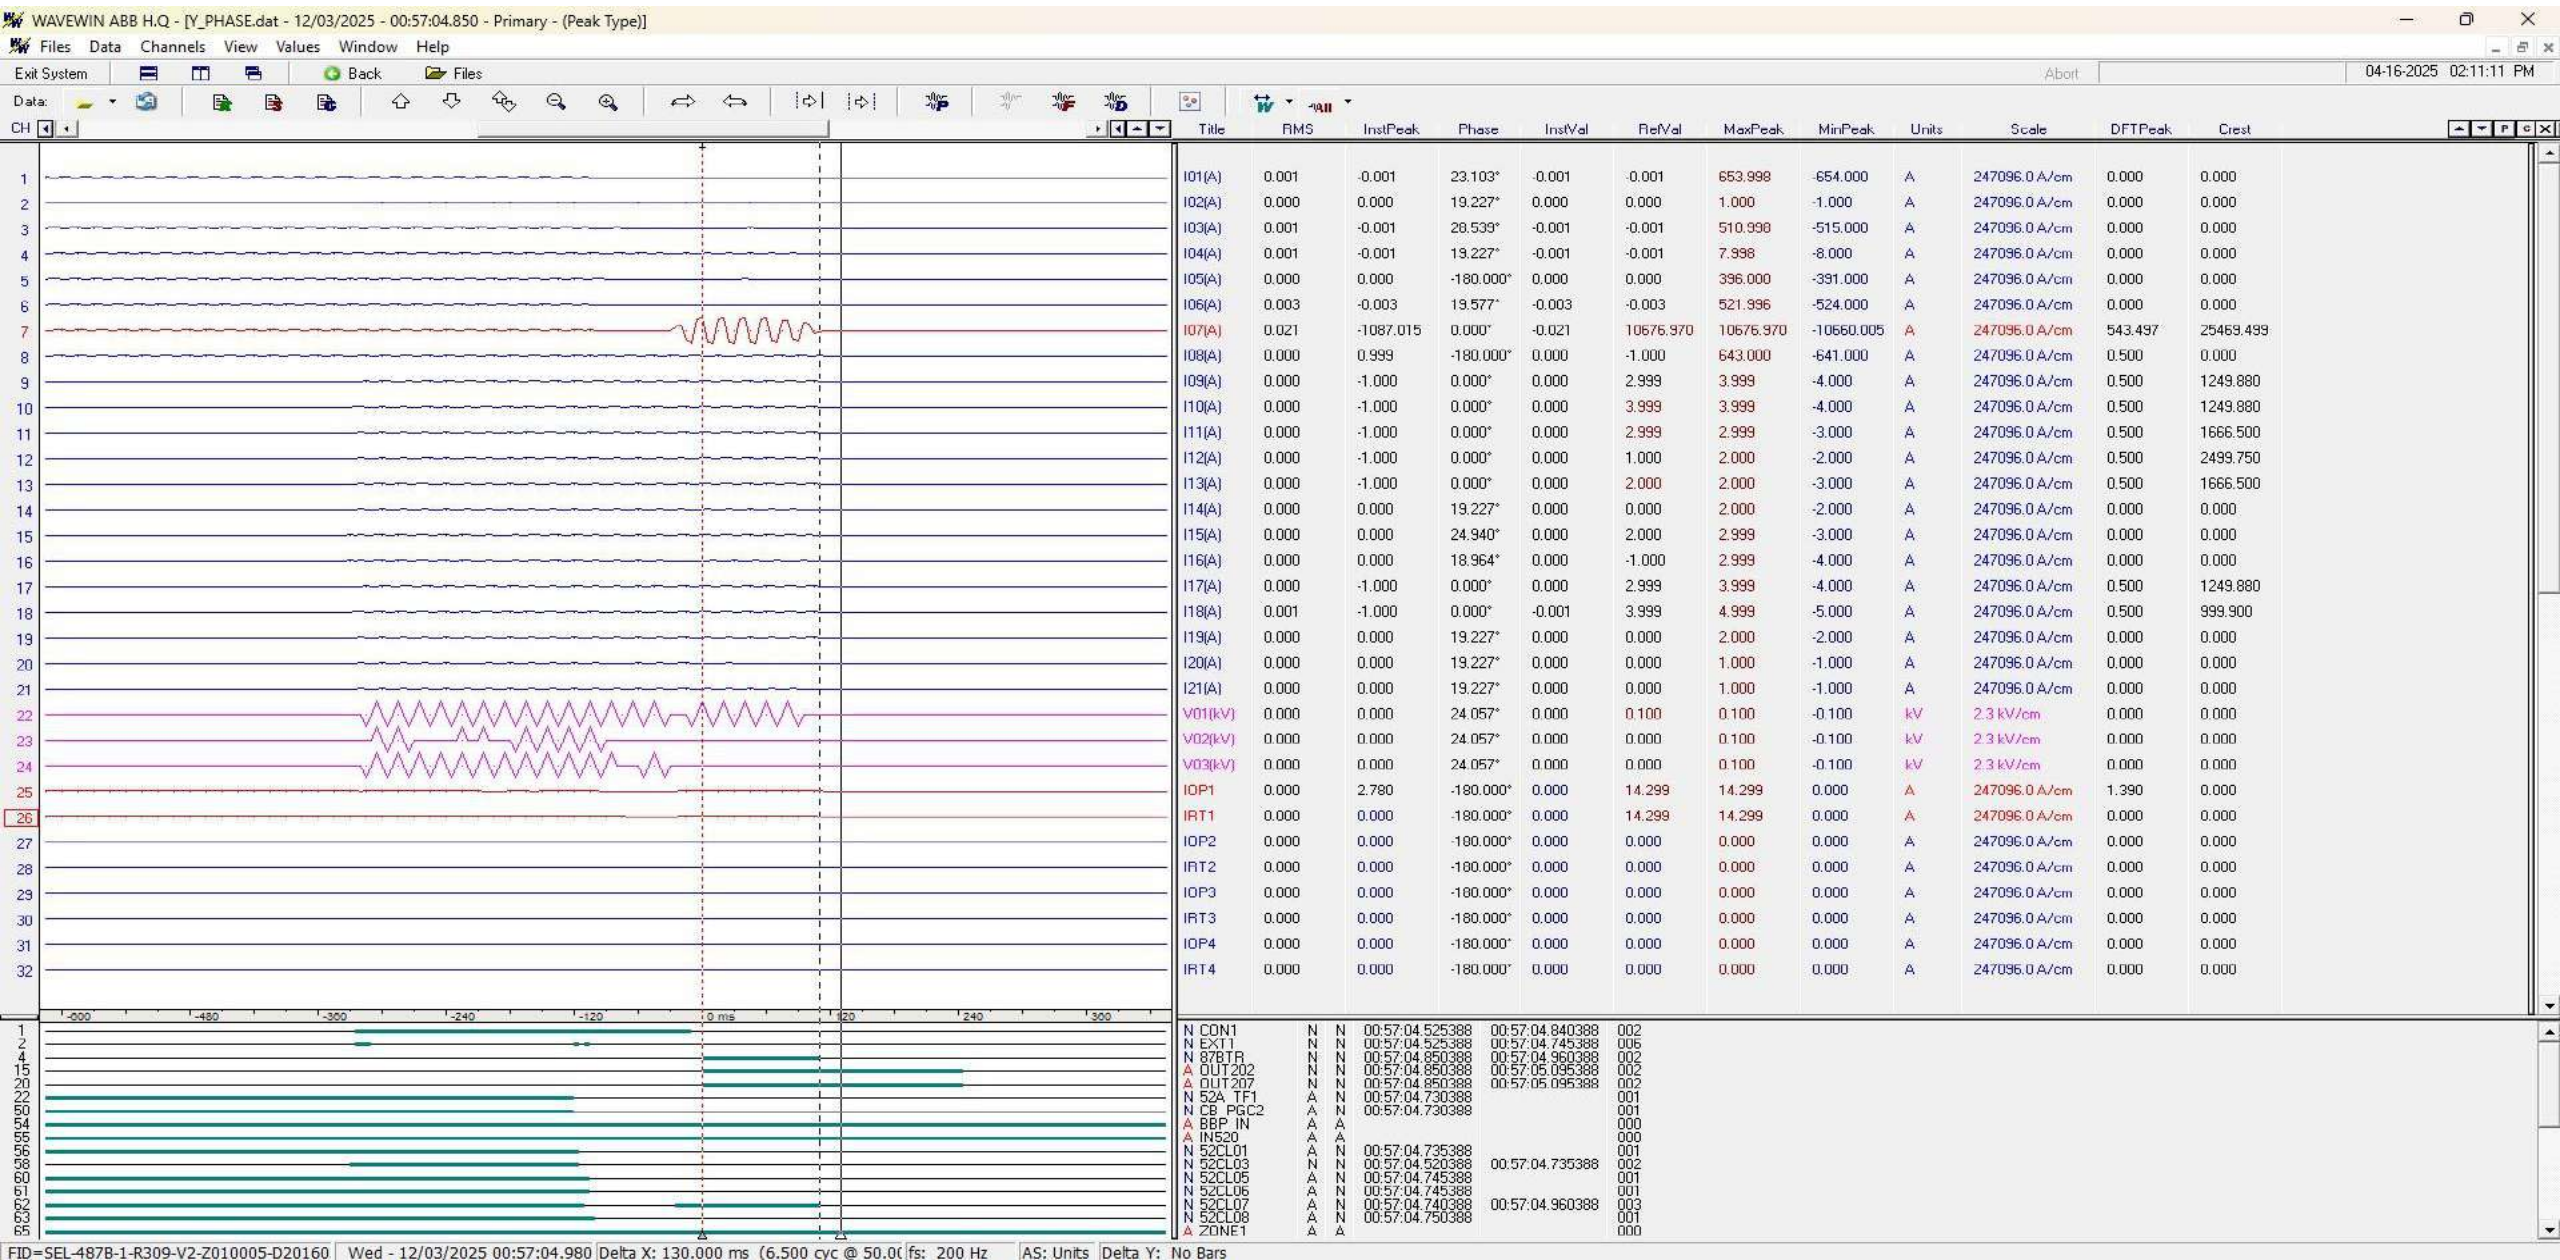 WAVEWIN ABB H.Q - [Y_PHASE.dat - 12/03/2025 - 00:57:04.850 - Primary - (Peak Type)]
Files Data Channels View Values Window Help
Exit System Back Files Abort 04-16-2025 02:11:11 PM
Data:
CH Title RMS InstPeak Phase InstVal RefVal MaxPeak MinPeak Units Scale DFTPeak Crest
1 I01(A) 0.001 -0.001 23.103° -0.001 -0.001 653.998 -654.000 A 247096.0 A/cm 0.000 0.000
2 I02(A) 0.000 0.000 19.227° 0.000 0.000 1.000 -1.000 A 247096.0 A/cm 0.000 0.000
3 I03(A) 0.001 -0.001 28.539° -0.001 -0.001 510.998 -515.000 A 247096.0 A/cm 0.000 0.000
4 I04(A) 0.001 -0.001 19.227° -0.001 -0.001 7.998 -8.000 A 247096.0 A/cm 0.000 0.000
5 I05(A) 0.000 0.000 -180.000° 0.000 0.000 396.000 -391.000 A 247096.0 A/cm 0.000 0.000
6 I06(A) 0.003 -0.003 19.577° -0.003 -0.003 521.996 -524.000 A 247096.0 A/cm 0.000 0.000
7 I07(A) 0.021 -1087.015 0.000° -0.021 10676.970 10676.970 -10660.005 A 247096.0 A/cm 543.497 25469.499
8 I08(A) 0.000 0.999 -180.000° 0.000 -1.000 643.000 -641.000 A 247096.0 A/cm 0.500 0.000
9 I09(A) 0.000 -1.000 0.000° 0.000 2.999 3.999 -4.000 A 247096.0 A/cm 0.500 1249.880
10 I10(A) 0.000 -1.000 0.000° 0.000 3.999 3.999 -4.000 A 247096.0 A/cm 0.500 1249.880
11 I11(A) 0.000 -1.000 0.000° 0.000 2.999 2.999 -3.000 A 247096.0 A/cm 0.500 1666.500
12 I12(A) 0.000 -1.000 0.000° 0.000 1.000 2.000 -2.000 A 247096.0 A/cm 0.500 2499.750
13 I13(A) 0.000 -1.000 0.000° 0.000 2.000 2.000 -3.000 A 247096.0 A/cm 0.500 1666.500
14 I14(A) 0.000 0.000 19.227° 0.000 0.000 2.000 -2.000 A 247096.0 A/cm 0.000 0.000
15 I15(A) 0.000 0.000 24.940° 0.000 2.000 2.999 -3.000 A 247096.0 A/cm 0.000 0.000
16 I16(A) 0.000 0.000 18.964° 0.000 -1.000 2.999 -4.000 A 247096.0 A/cm 0.000 0.000
17 I17(A) 0.000 -1.000 0.000° 0.000 2.999 3.999 -4.000 A 247096.0 A/cm 0.500 1249.880
18 I18(A) 0.001 -1.000 0.000° -0.001 3.999 4.999 -5.000 A 247096.0 A/cm 0.500 999.900
19 I19(A) 0.000 0.000 19.227° 0.000 0.000 2.000 -2.000 A 247096.0 A/cm 0.000 0.000
20 I20(A) 0.000 0.000 19.227° 0.000 0.000 1.000 -1.000 A 247096.0 A/cm 0.000 0.000
21 I21(A) 0.000 0.000 19.227° 0.000 0.000 1.000 -1.000 A 247096.0 A/cm 0.000 0.000
22 V01(kV) 0.000 0.000 24.057° 0.000 0.100 0.100 -0.100 kV 2.3 kV/cm 0.000 0.000
23 V02(kV) 0.000 0.000 24.057° 0.000 0.000 0.100 -0.100 kV 2.3 kV/cm 0.000 0.000
24 V03(kV) 0.000 0.000 24.057° 0.000 0.000 0.100 -0.100 kV 2.3 kV/cm 0.000 0.000
25 IOP1 0.000 2.780 -180.000° 0.000 14.299 14.299 0.000 A 247096.0 A/cm 1.390 0.000
26 IRT1 0.000 0.000 -180.000° 0.000 14.299 14.299 0.000 A 247096.0 A/cm 0.000 0.000
27 IOP2 0.000 0.000 -180.000° 0.000 0.000 0.000 0.000 A 247096.0 A/cm 0.000 0.000
28 IRT2 0.000 0.000 -180.000° 0.000 0.000 0.000 0.000 A 247096.0 A/cm 0.000 0.000
29 IOP3 0.000 0.000 -180.000° 0.000 0.000 0.000 0.000 A 247096.0 A/cm 0.000 0.000
30 IRT3 0.000 0.000 -180.000° 0.000 0.000 0.000 0.000 A 247096.0 A/cm 0.000 0.000
31 IOP4 0.000 0.000 -180.000° 0.000 0.000 0.000 0.000 A 247096.0 A/cm 0.000 0.000
32 IRT4 0.000 0.000 -180.000° 0.000 0.000 0.000 0.000 A 247096.0 A/cm 0.000 0.000
-480 -240 -120 0 ms 120 240
1 N CON1 N N 00:57:04.525388 00:57:04.840388 002
2 N EXT1 N N 00:57:04.525388 00:57:04.745388 006
4 N 87BTR N N 00:57:04.850388 00:57:04.960388 002
15 A OUT202 N N 00:57:04.850388 00:57:05.095388 002
20 A OUT207 N N 00:57:04.850388 00:57:05.095388 002
22 N 52A_TF1 A N 00:57:04.730388 001
50 N CB_PGC2 A N 00:57:04.730388 001
54 A BBP_IN A A 000
55 A IN520 A A 000
56 N 52CL01 A N 00:57:04.735388 001
58 N 52CL03 N N 00:57:04.520388 00:57:04.735388 002
60 N 52CL05 A N 00:57:04.745388 001
61 N 52CL06 A N 00:57:04.745388 001
62 N 52CL07 A N 00:57:04.740388 00:57:04.960388 003
63 N 52CL08 A N 00:57:04.750388 001
65 A ZONE1 A A 000
FID=SEL-487B-1-R309-V2-Z010005-D20160 Wed - 12/03/2025 00:57:04.980 Delta X: 130.000 ms (6.500 cyc @ 50.0( fs: 200 Hz AS: Units Delta Y: No Bars